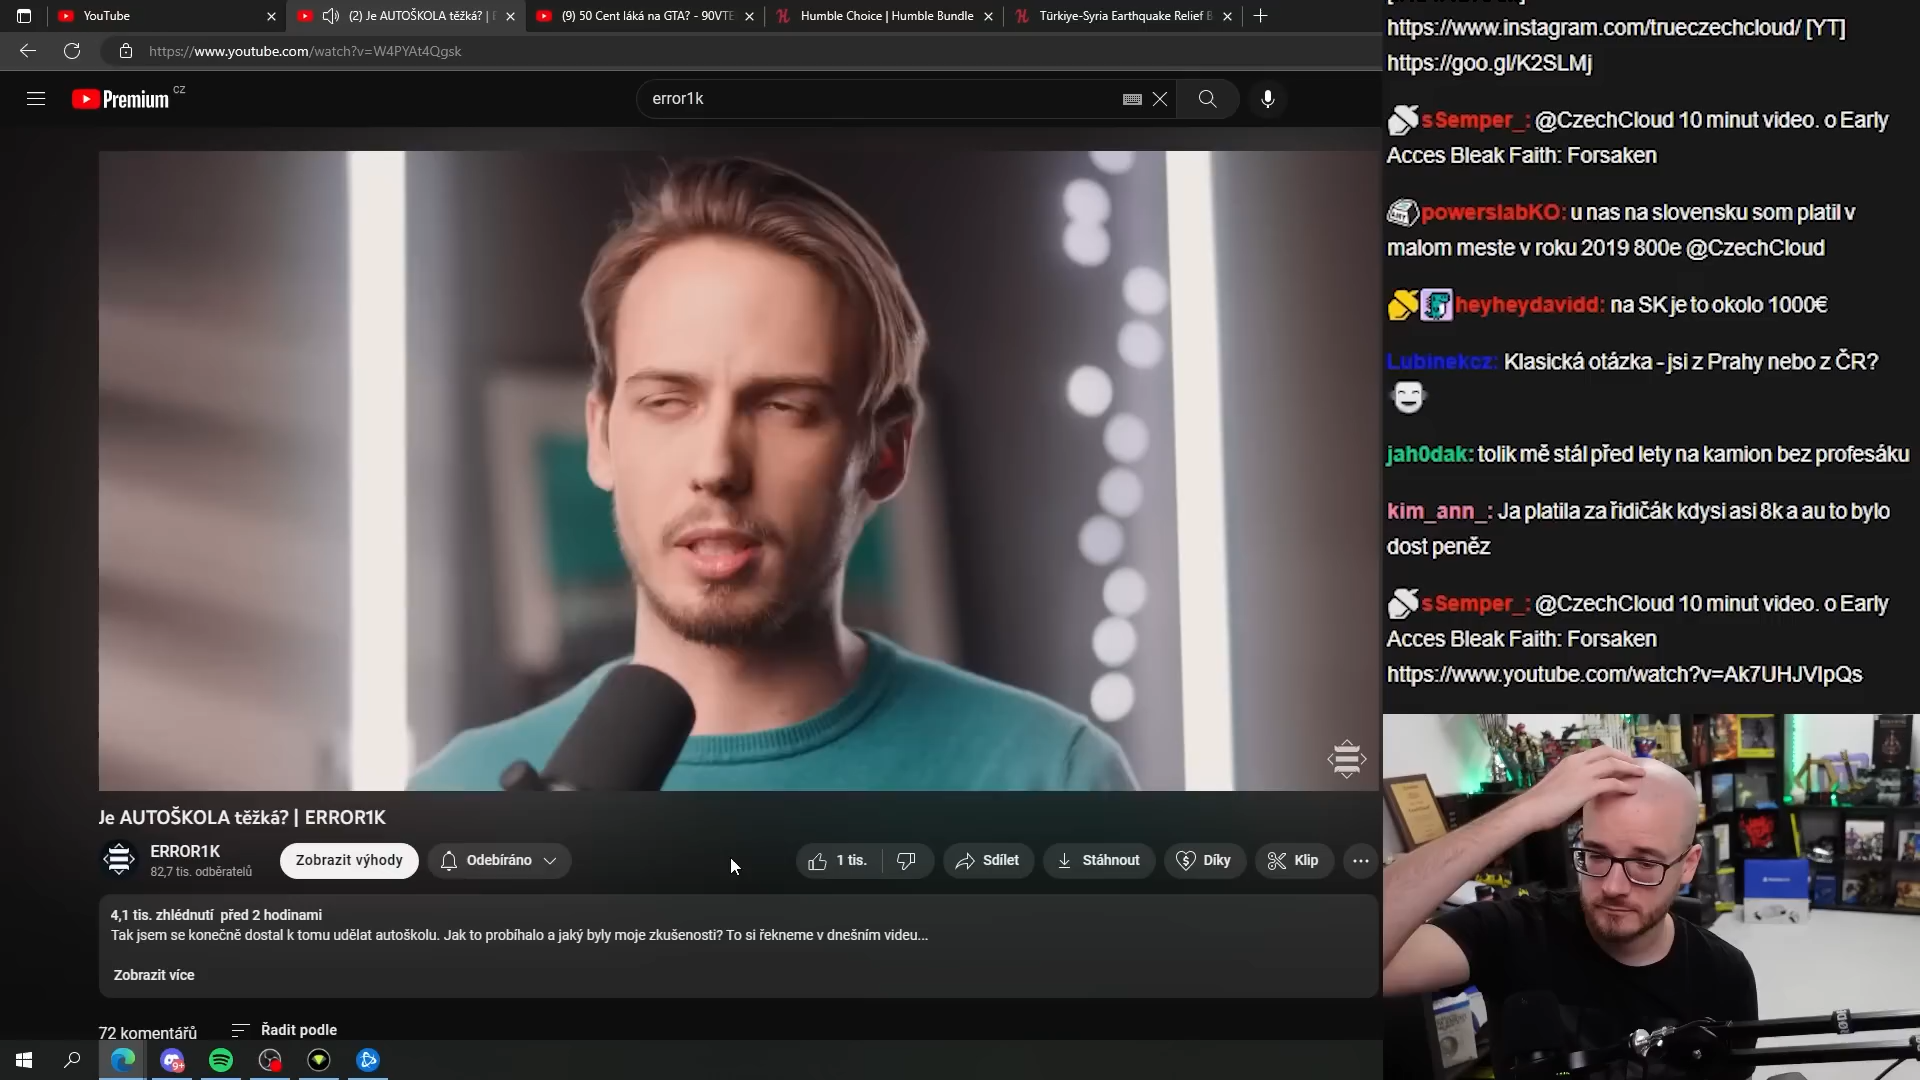 YouTube
(2) Je AUTOŠKOLA těžká? |
(9) 50 Cent láká na GTA? - 90VTE
Humble Choice | Humble Bundle
Türkiye-Syria Earthquake Relief B
https://www.youtube.com/watch?v=W4PYAt4Qgsk
Premium CZ
error1k
https://www.instagram.com/trueczechcloud/ [YT]
https://goo.gl/K2SLMj
sSemper_: @CzechCloud 10 minut video. o Early
Acces Bleak Faith: Forsaken
powerslabKO: u nas na slovensku som platil v
malom meste v roku 2019 800e @CzechCloud
heyheydavidd: na SK je to okolo 1000€
Lubinekcz: Klasická otázka - jsi z Prahy nebo z ČR?
jah0dak: tolik mě stál před lety na kamion bez profesáku
kim_ann_: Ja platila za řidičák kdysi asi 8k a au to bylo
dost peněz
sSemper_: @CzechCloud 10 minut video. o Early
Acces Bleak Faith: Forsaken
https://www.youtube.com/watch?v=Ak7UHJVlpQs
Je AUTOŠKOLA těžká? | ERROR1K
ERROR1K
82,7 tis. odběratelů
Zobrazit výhody
Odebíráno
1 tis.
Sdílet
Stáhnout
Díky
Klip
4,1 tis. zhlédnutí před 2 hodinami
Tak jsem se konečně dostal k tomu udělat autoškolu. Jak to probíhalo a jaký byly moje zkušenosti? To si řekneme v dnešním videu...
Zobrazit více
72 komentářů
Řadit podle
9+